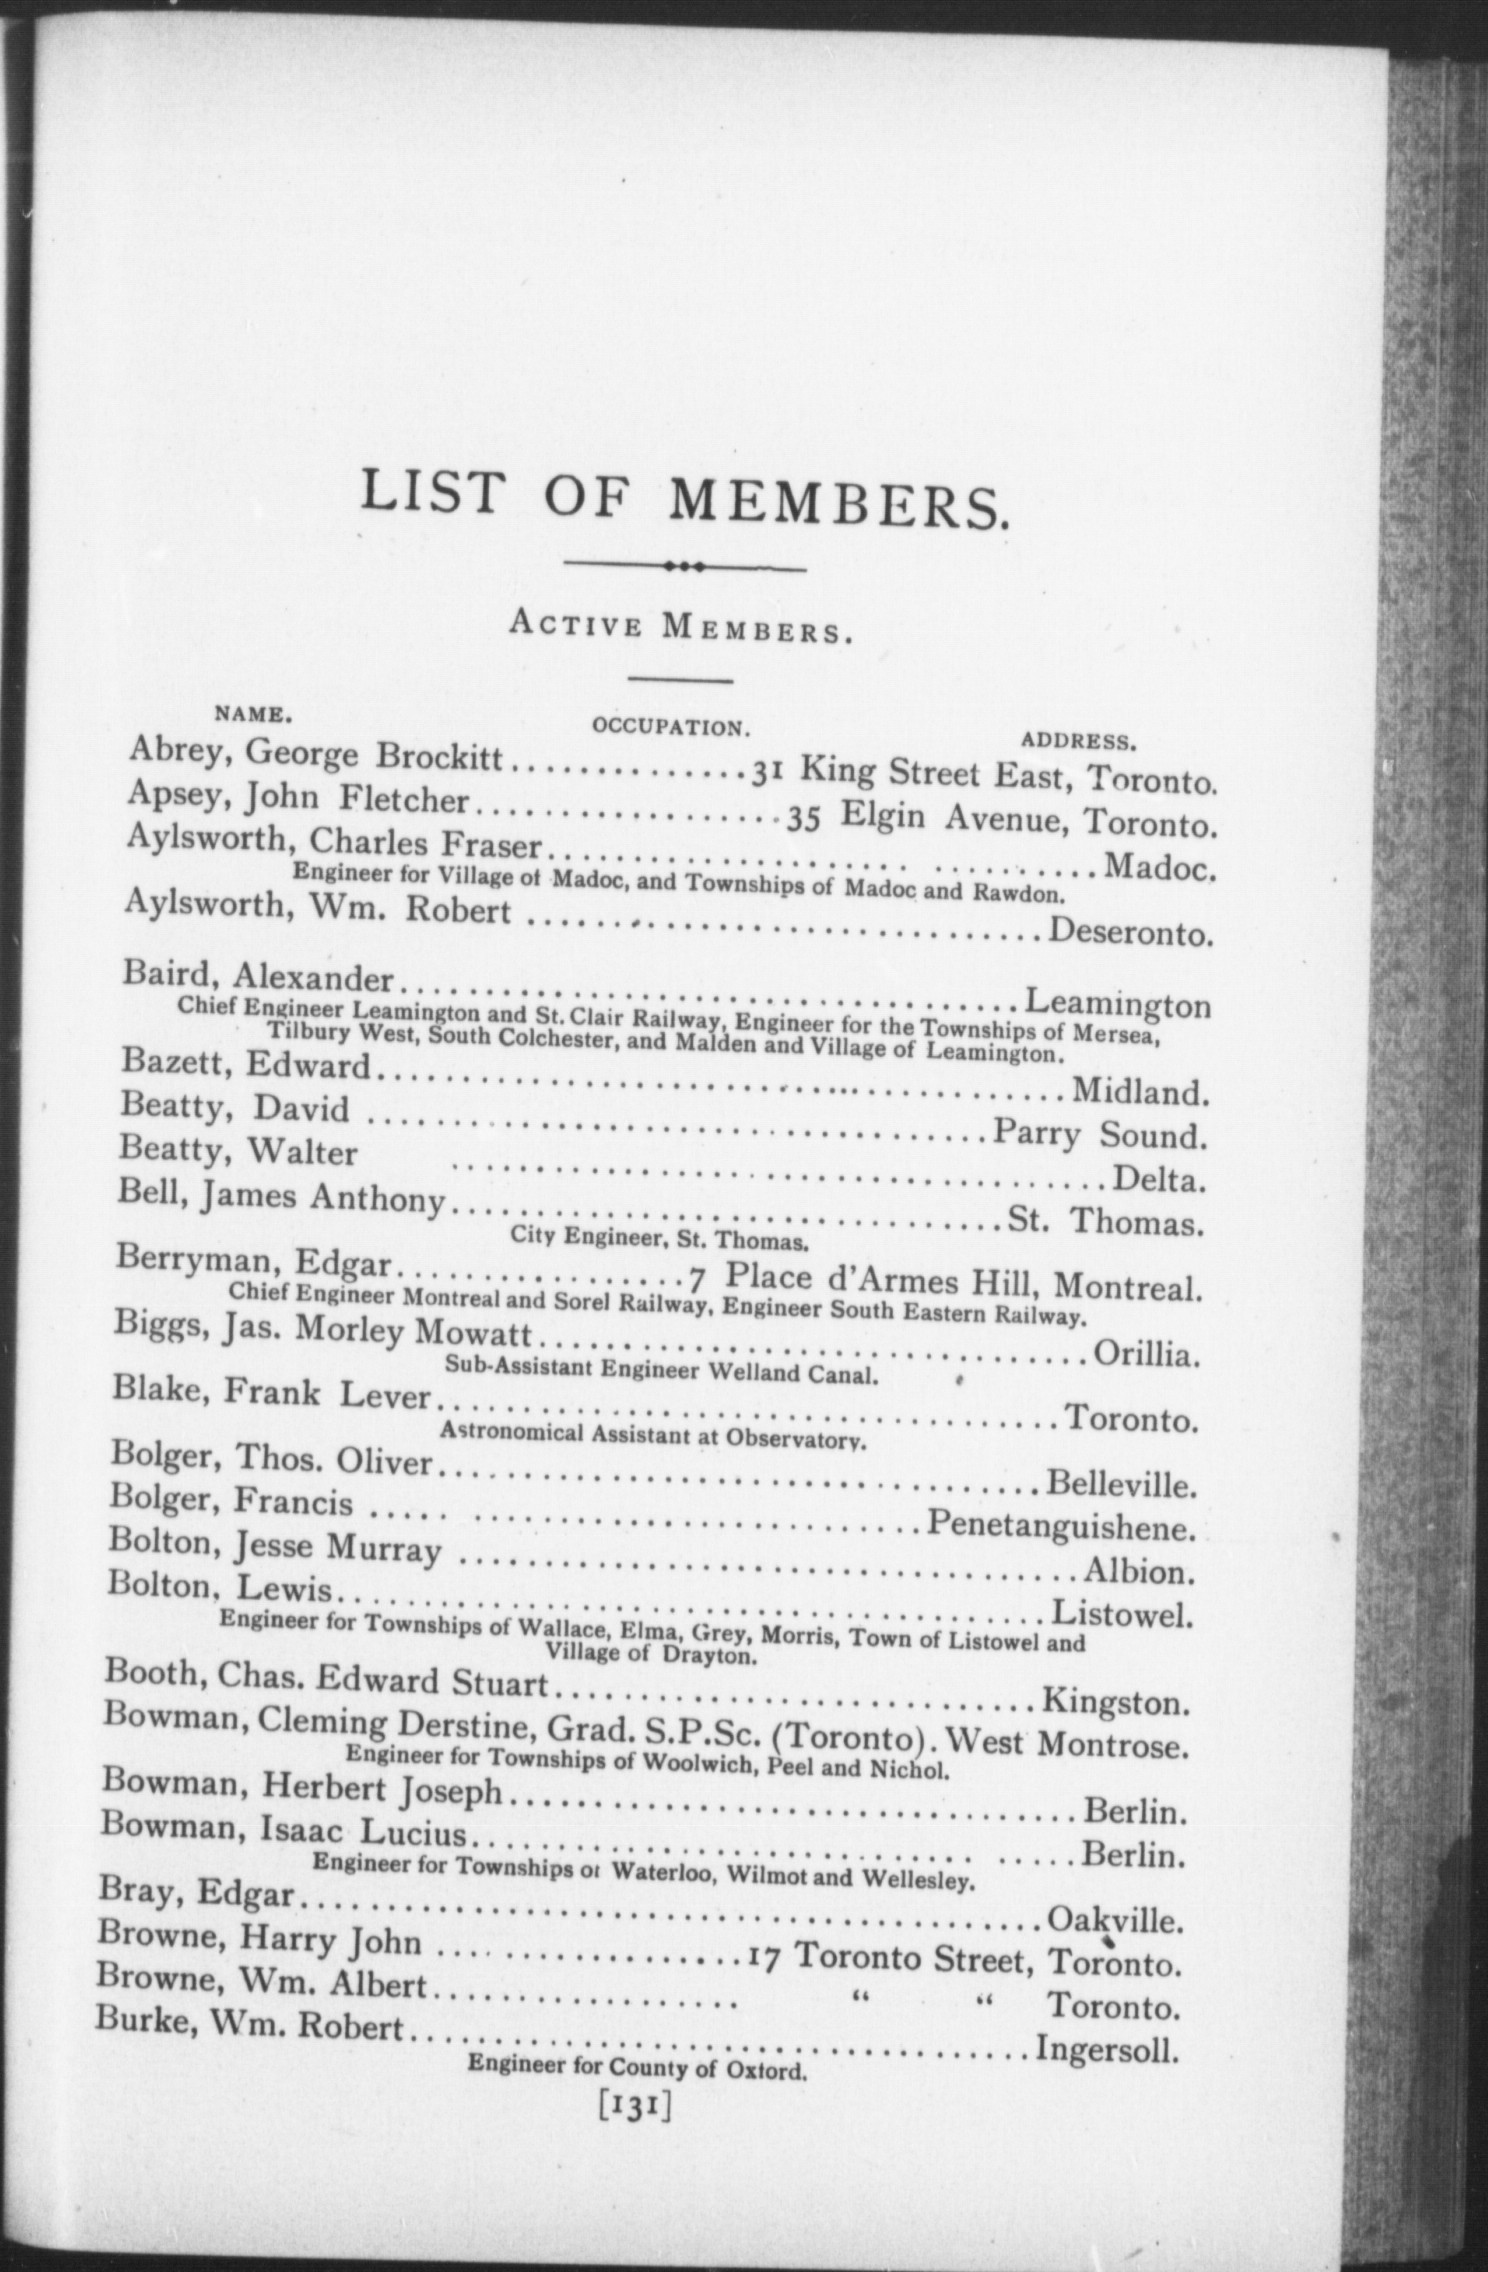 LIST OF MEMBERS.
ACTIVE MEMBERS.
NAME. OCCUPATION. ADDRESS.
Abrey, George Brockitt..............31 King Street East, Toronto.
Apsey, John Fletcher..................35 Elgin Avenue, Toronto.
Aylsworth, Charles Fraser..................... ..........Madoc.
Engineer for Village of Madoc, and Townships of Madoc and Rawdon.
Aylsworth, Wm. Robert ...............................Deseronto.
Baird, Alexander.....................................Leamington
Chief Engineer Leamington and St. Clair Railway, Engineer for the Townships of Mersea,
Tilbury West, South Colchester, and Malden and Village of Leamington.
Bazett, Edward.........................................Midland.
Beatty, David .....................................Parry Sound.
Beatty, Walter .......................................Delta.
Bell, James Anthony.................................St. Thomas.
City Engineer, St. Thomas.
Berryman, Edgar.................7 Place d'Armes Hill, Montreal.
Chief Engineer Montreal and Sorel Railway, Engineer South Eastern Railway.
Biggs, Jas. Morley Mowatt.................................Orillia.
Sub-Assistant Engineer Welland Canal.
Blake, Frank Lever.....................................Toronto.
Astronomical Assistant at Observatory.
Bolger, Thos. Oliver....................................Belleville.
Bolger, Francis ..... ...........................Penetanguishene.
Bolton, Jesse Murray .....................................Albion.
Bolton, Lewis..........................................Listowel.
Engineer for Townships of Wallace, Elma, Grey, Morris, Town of Listowel and
Village of Drayton.
Booth, Chas. Edward Stuart.............................Kingston.
Bowman, Cleming Derstine, Grad. S.P.Sc. (Toronto). West Montrose.
Engineer for Townships of Woolwich, Peel and Nichol.
Bowman, Herbert Joseph..................................Berlin.
Bowman, Isaac Lucius.............................. .....Berlin.
Engineer for Townships of Waterloo, Wilmot and Wellesley.
Bray, Edgar............................................Oakville.
Browne, Harry John ..................17 Toronto Street, Toronto.
Browne, Wm. Albert.................. “ “ Toronto.
Burke, Wm. Robert.....................................Ingersoll.
Engineer for County of Oxford.
[131]